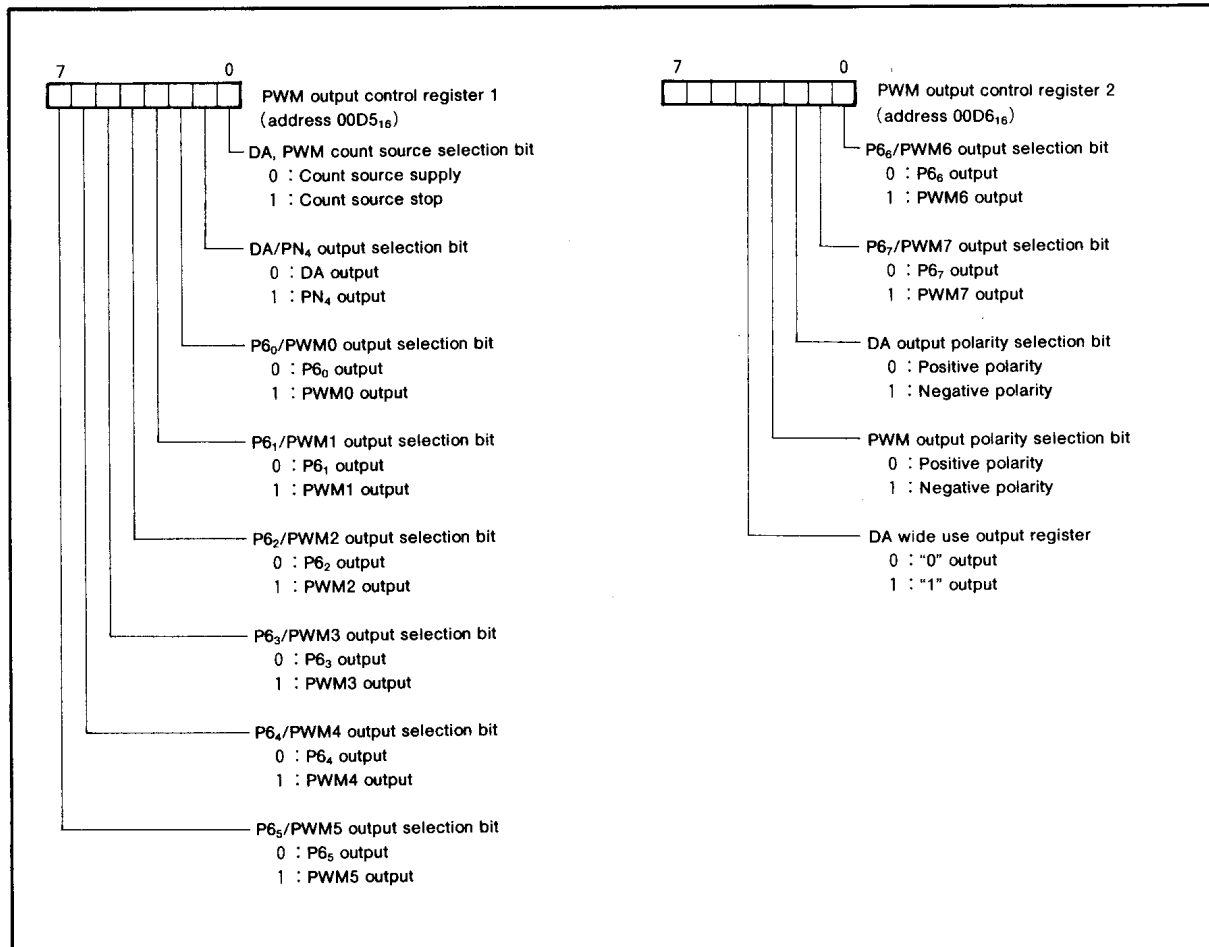 7 0
PWM output control register 1
(address 00D5₁₆)
DA, PWM count source selection bit
0 : Count source supply
1 : Count source stop
DA/PN₄ output selection bit
0 : DA output
1 : PN₄ output
P6₀/PWM0 output selection bit
0 : P6₀ output
1 : PWM0 output
P6₁/PWM1 output selection bit
0 : P6₁ output
1 : PWM1 output
P6₂/PWM2 output selection bit
0 : P6₂ output
1 : PWM2 output
P6₃/PWM3 output selection bit
0 : P6₃ output
1 : PWM3 output
P6₄/PWM4 output selection bit
0 : P6₄ output
1 : PWM4 output
P6₅/PWM5 output selection bit
0 : P6₅ output
1 : PWM5 output
7 0
PWM output control register 2
(address 00D6₁₆)
P6₆/PWM6 output selection bit
0 : P6₆ output
1 : PWM6 output
P6₇/PWM7 output selection bit
0 : P6₇ output
1 : PWM7 output
DA output polarity selection bit
0 : Positive polarity
1 : Negative polarity
PWM output polarity selection bit
0 : Positive polarity
1 : Negative polarity
DA wide use output register
0 : “0” output
1 : “1” output